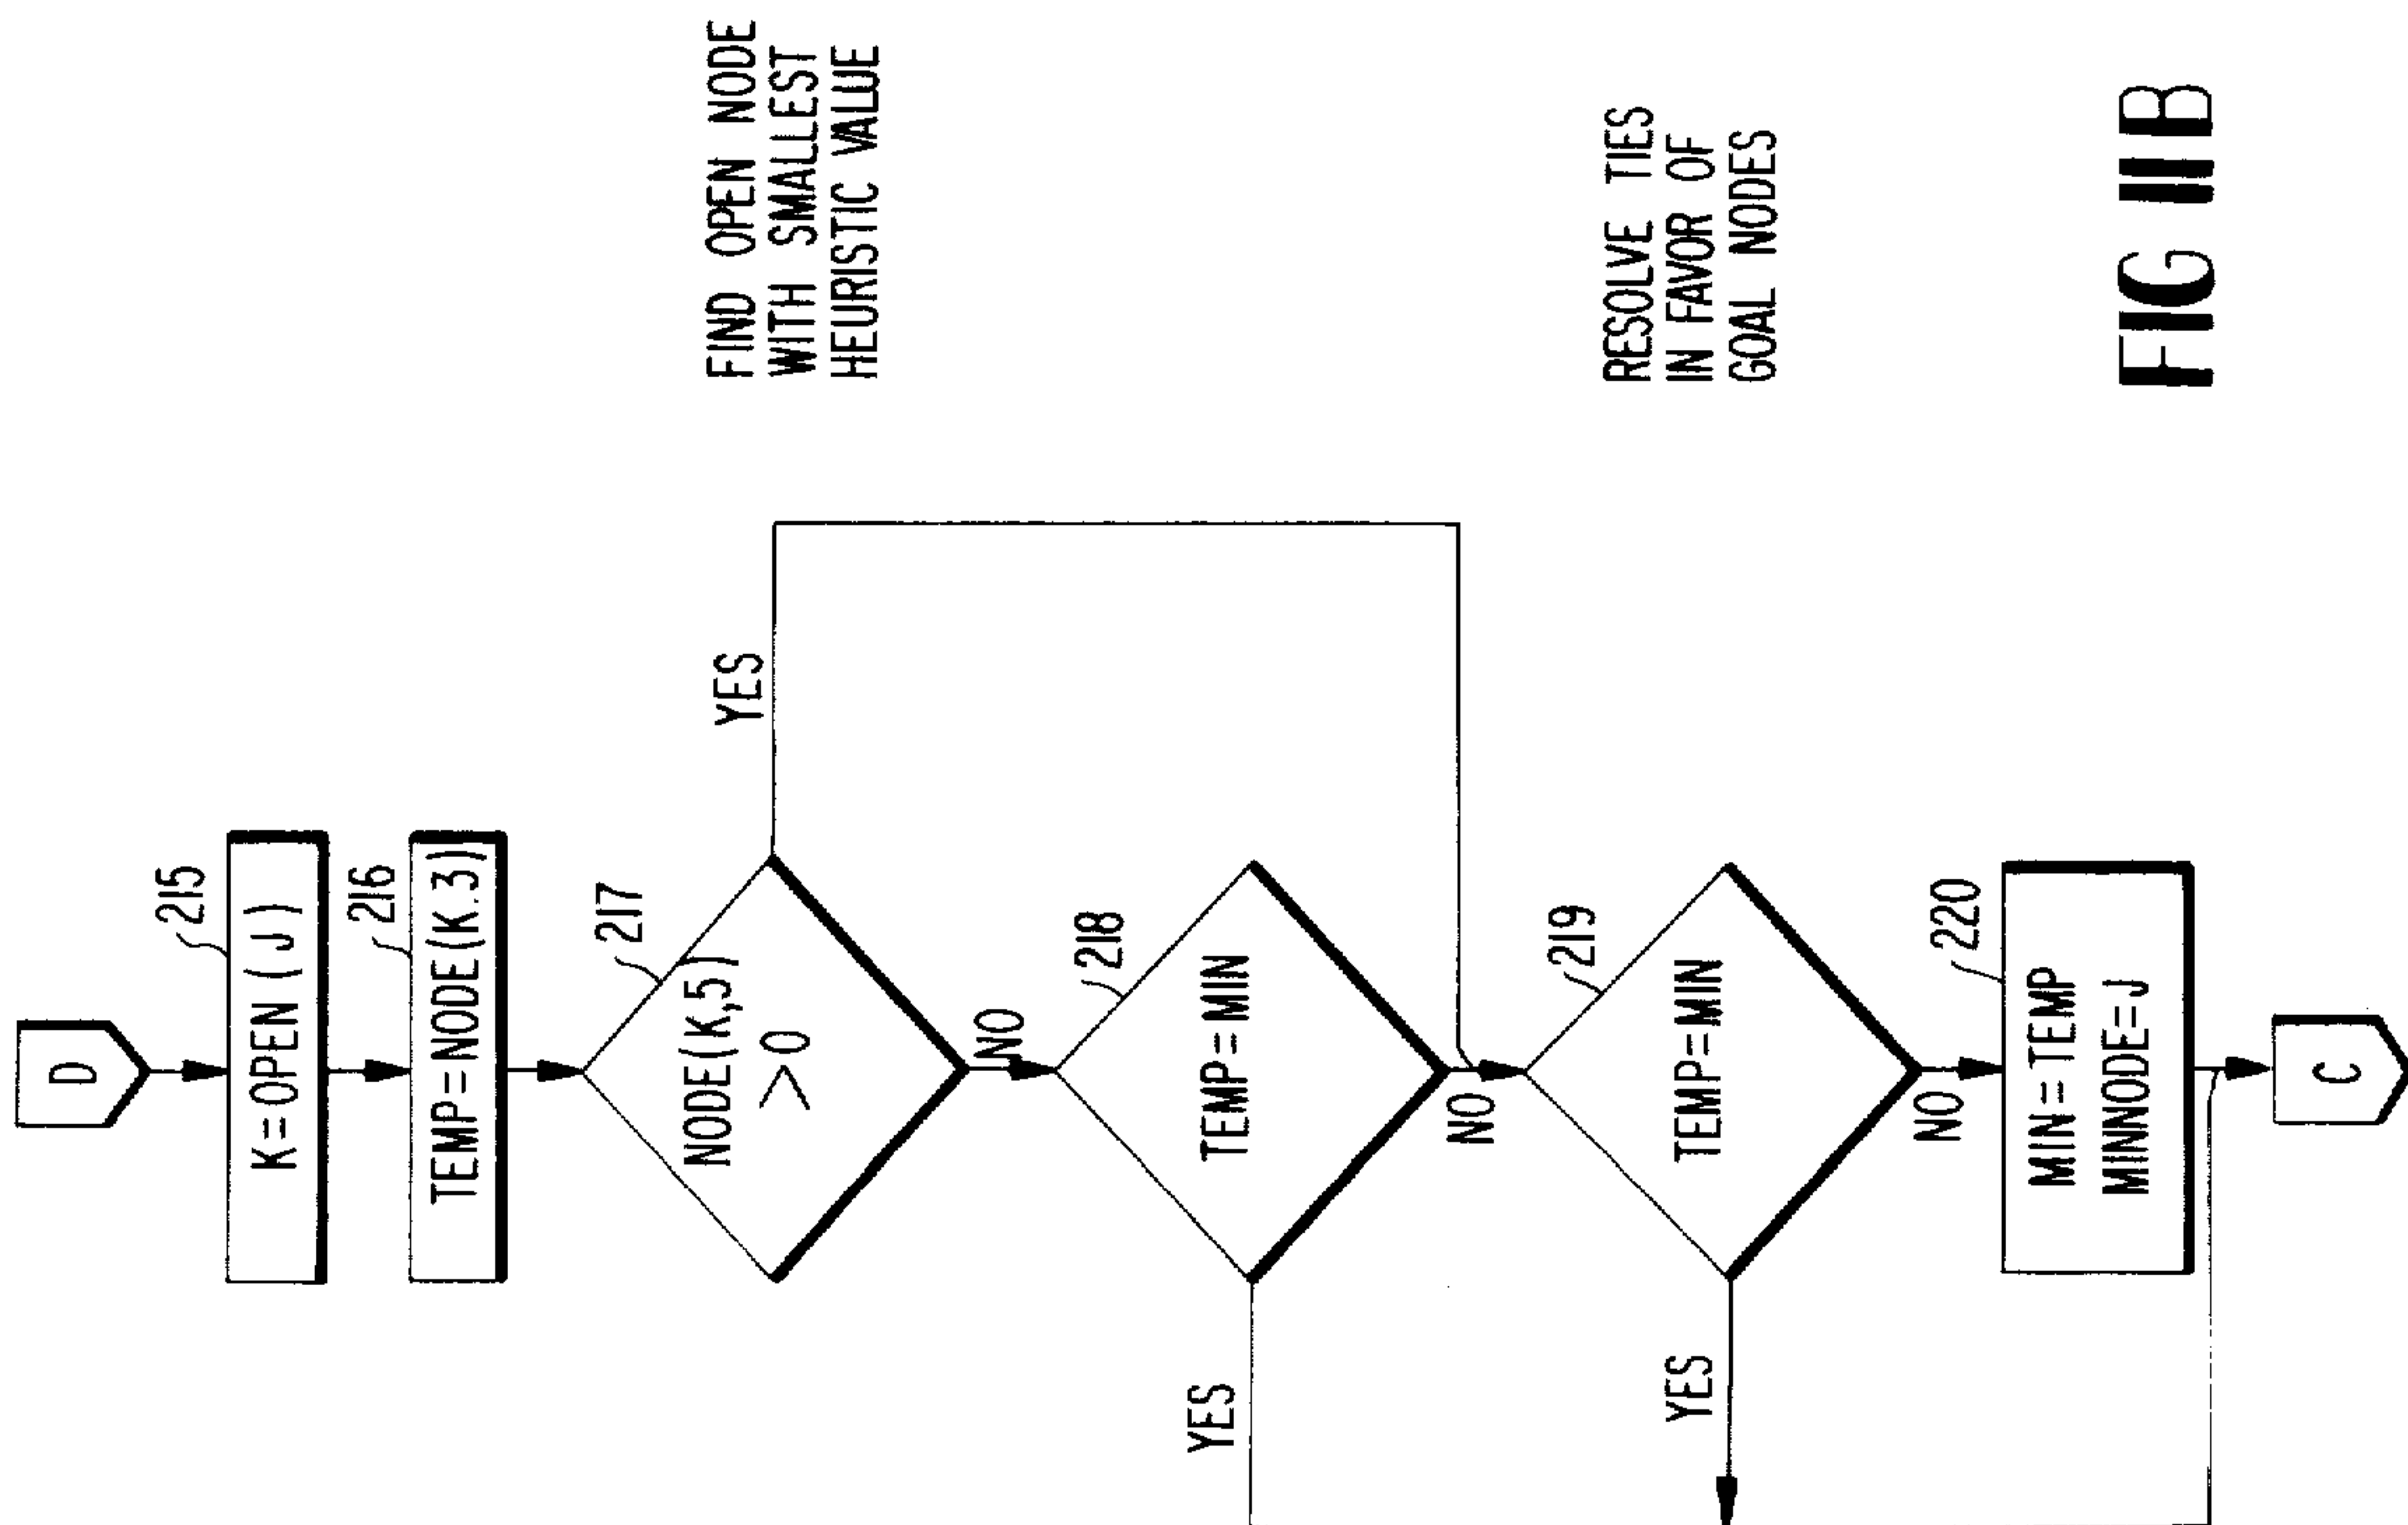 D
215
K=OPEN (J)
216
TEMP=NODE(K.3)
217
NODE(K,5)
>0
YES
NO
218
TEMP=MIN
YES
NO
219
TEMP=MIN
YES
NO
220
MIN=TEMP
MINNODE=J
C
FIND OPEN NODE
WITH SMALLEST
HEURISTIC VALUE
RESOLVE TIES
IN FAVOR OF
GOAL NODES
FIG 11B